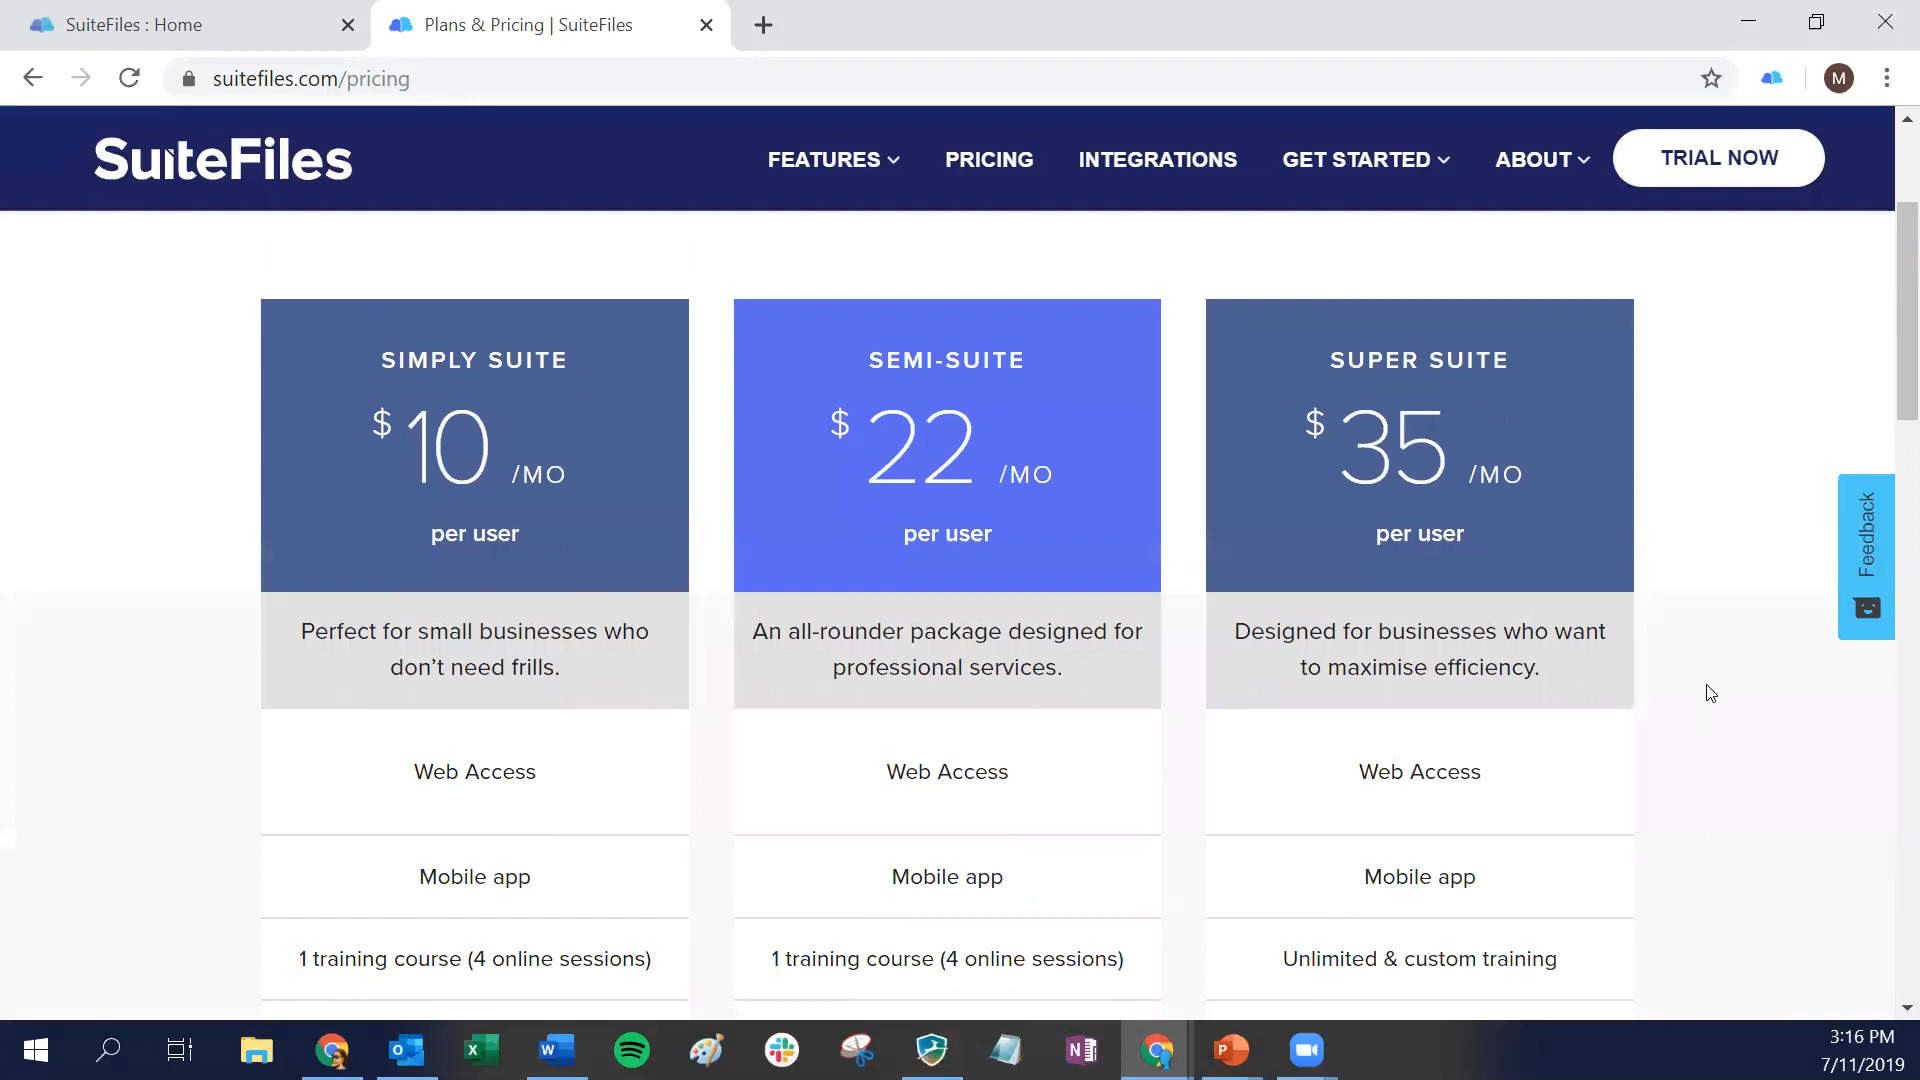 SuiteFiles : Home
Plans & Pricing | SuiteFiles
suitefiles.com/pricing
M
SuiteFiles
FEATURES
PRICING
INTEGRATIONS
GET STARTED
ABOUT
TRIAL NOW
SIMPLY SUITE
$ 10 /MO
per user
Perfect for small businesses who
don’t need frills.
Web Access
Mobile app
1 training course (4 online sessions)
SEMI-SUITE
$ 22 /MO
per user
An all-rounder package designed for
professional services.
Web Access
Mobile app
1 training course (4 online sessions)
SUPER SUITE
$ 35 /MO
per user
Designed for businesses who want
to maximise efficiency.
Web Access
Mobile app
Unlimited & custom training
Feedback
3:16 PM
7/11/2019